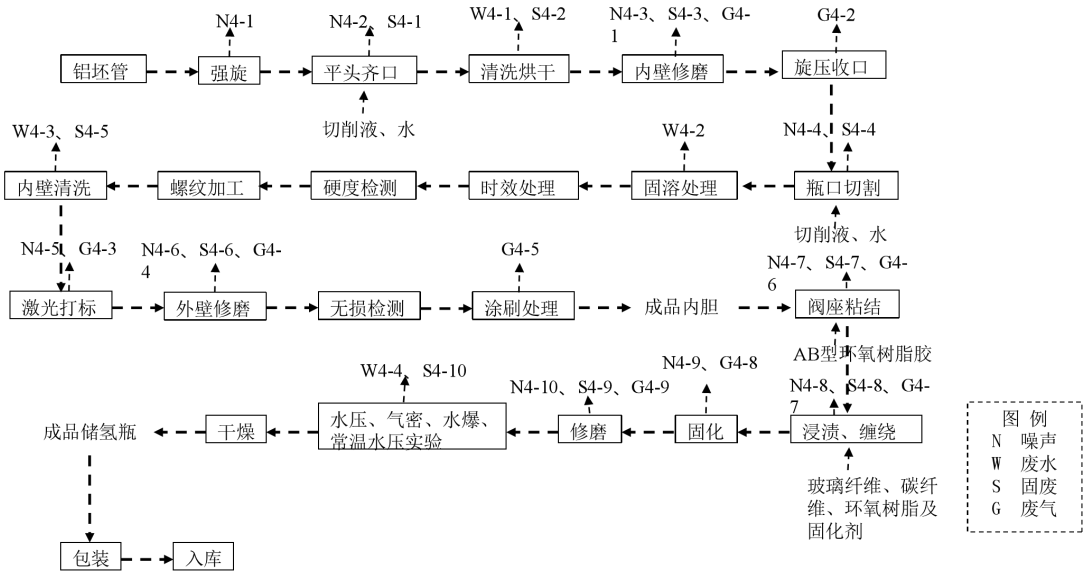 N4-1
N4-2、S4-1
W4-1、S4-2
N4-3、S4-3、G4-
1
G4-2
铝坯管
强旋
平头齐口
清洗烘干
内壁修磨
旋压收口
切削液、水
W4-3、S4-5
W4-2
N4-4、S4-4
内壁清洗
螺纹加工
硬度检测
时效处理
固溶处理
瓶口切割
切削液、水
N4-5、G4-3
N4-6、S4-6、G4-
4
G4-5
N4-7、S4-7、G4-
6
激光打标
外壁修磨
无损检测
涂刷处理
成品内胆
阀座粘结
AB型环氧树脂胶
W4-4、S4-10
N4-10、S4-9、G4-9
N4-9、G4-8
N4-8、S4-8、G4-
7
成品储氢瓶
干燥
水压、气密、水爆、
常温水压实验
修磨
固化
浸渍、缠绕
玻璃纤维、碳纤
维、环氧树脂及
固化剂
图 例
N 噪声
W 废水
S 固废
G 废气
包装
入库